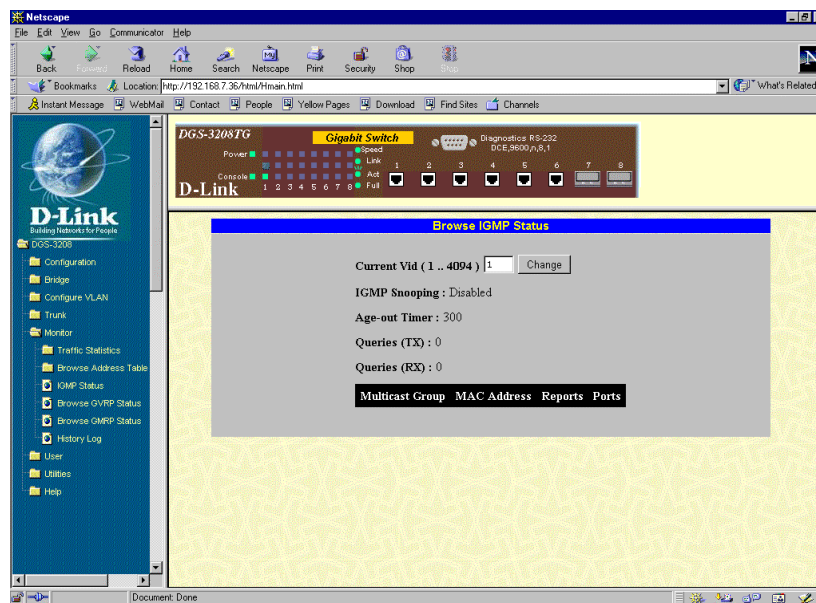 Netscape
File Edit View Go Communicator Help
Back Forward Reload Home Search Netscape Print Security Shop Stop
Bookmarks Location: http://192.168.7.36/html/Hmain.html What's Related
Instant Message WebMail Contact People Yellow Pages Download Find Sites Channels
DGS-3208TG
Gigabit Switch
Diagnostics RS-232
DCE,9600,n,8,1
Power
Console
Speed
Link
Act
Full
1 2 3 4 5 6 7 8
1 2 3 4 5 6 7 8
D-Link
D-Link
Building Networks for People
DGS-3208
Configuration
Bridge
Configure VLAN
Trunk
Monitor
Traffic Statistics
Browse Address Table
IGMP Status
Browse GVRP Status
Browse GMRP Status
History Log
User
Utilities
Help
Browse IGMP Status
Current Vid ( 1 .. 4094 ) 1 Change
IGMP Snooping : Disabled
Age-out Timer : 300
Queries (TX) : 0
Queries (RX) : 0
Multicast Group MAC Address Reports Ports
Document: Done